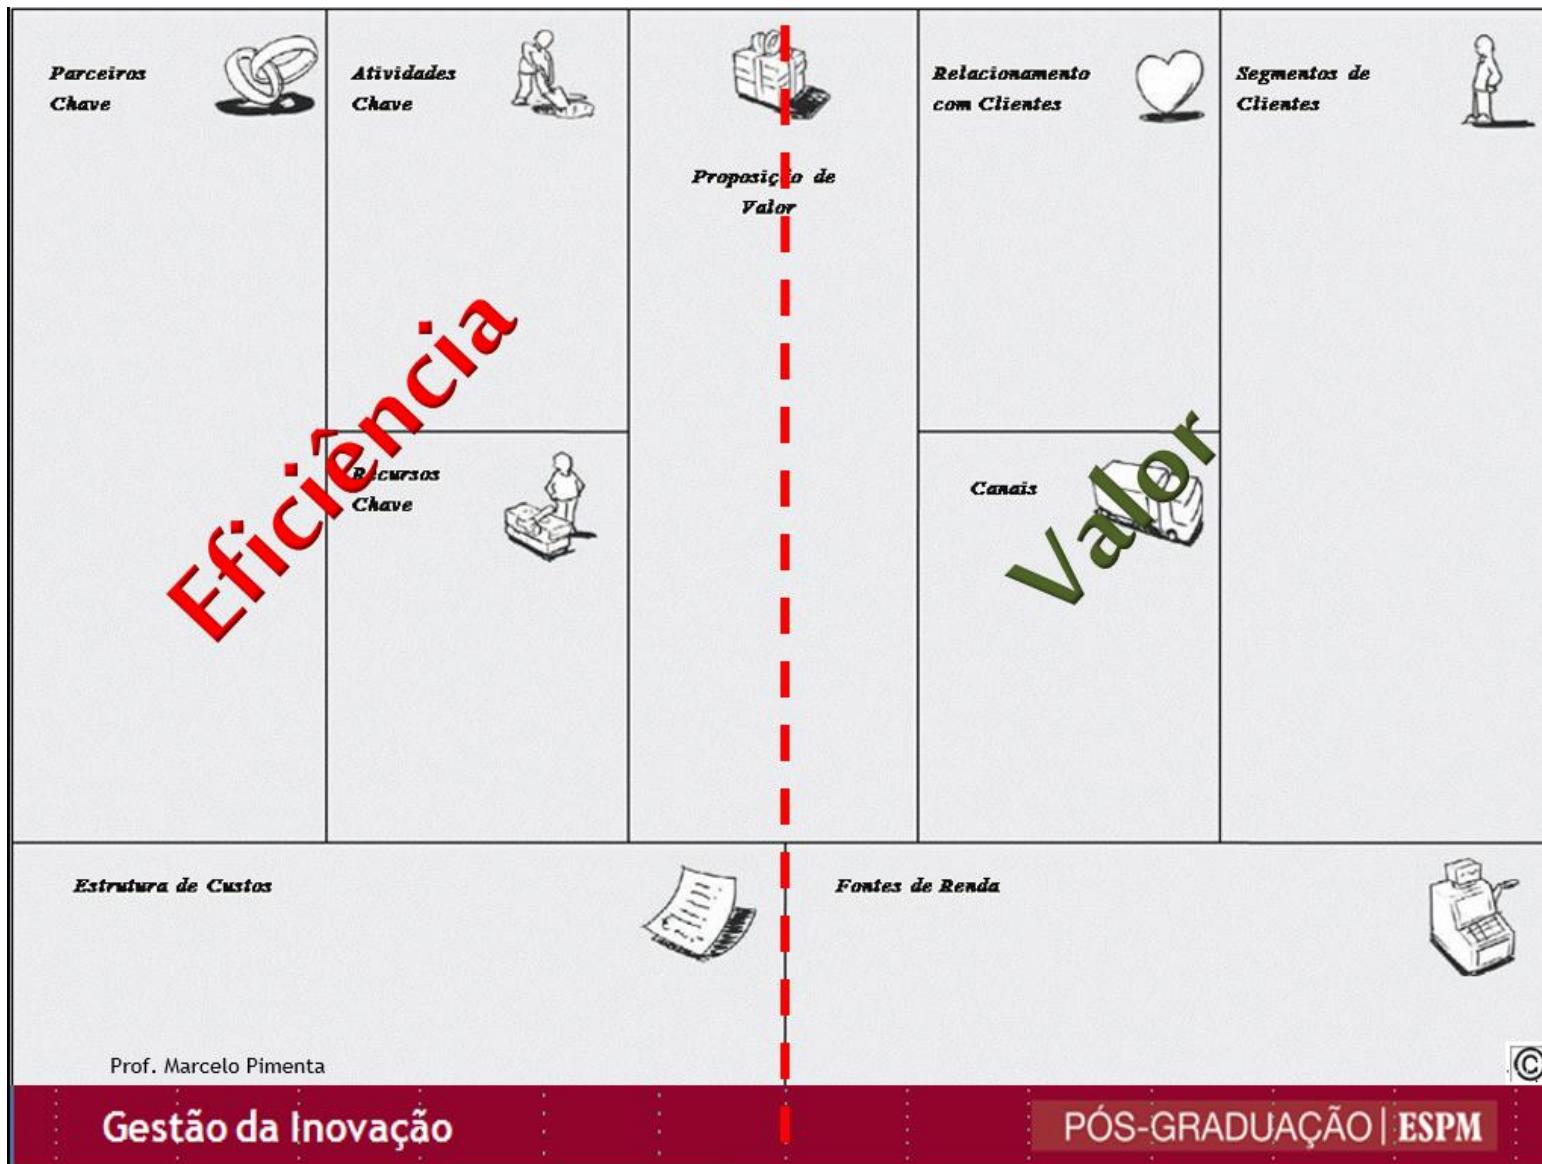 Parceiros
Chave
Atividades
Chave
Proposição de
Valor
Relacionamento
com Clientes
Segmentos de
Clientes
Eficiência
Recursos
Chave
Canais
Valor
Estrutura de Custos
Fontes de Renda
Prof. Marcelo Pimenta
©
Gestão da Inovação
PÓS-GRADUAÇÃO | ESPM